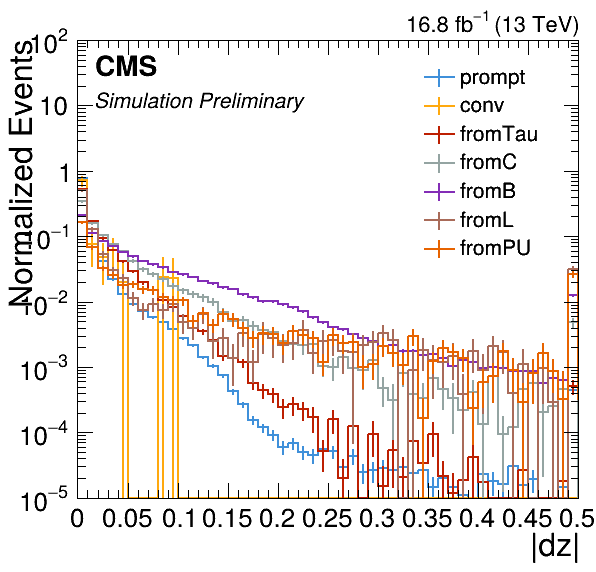 16.8 fb⁻¹ (13 TeV)
CMS
Simulation Preliminary
prompt
conv
fromTau
fromC
fromB
fromL
fromPU
Normalized Events
10²
10
1
10⁻¹
10⁻²
10⁻³
10⁻⁴
10⁻⁵
0 0.05 0.1 0.15 0.2 0.25 0.3 0.35 0.4 0.45 0.5
|dz|